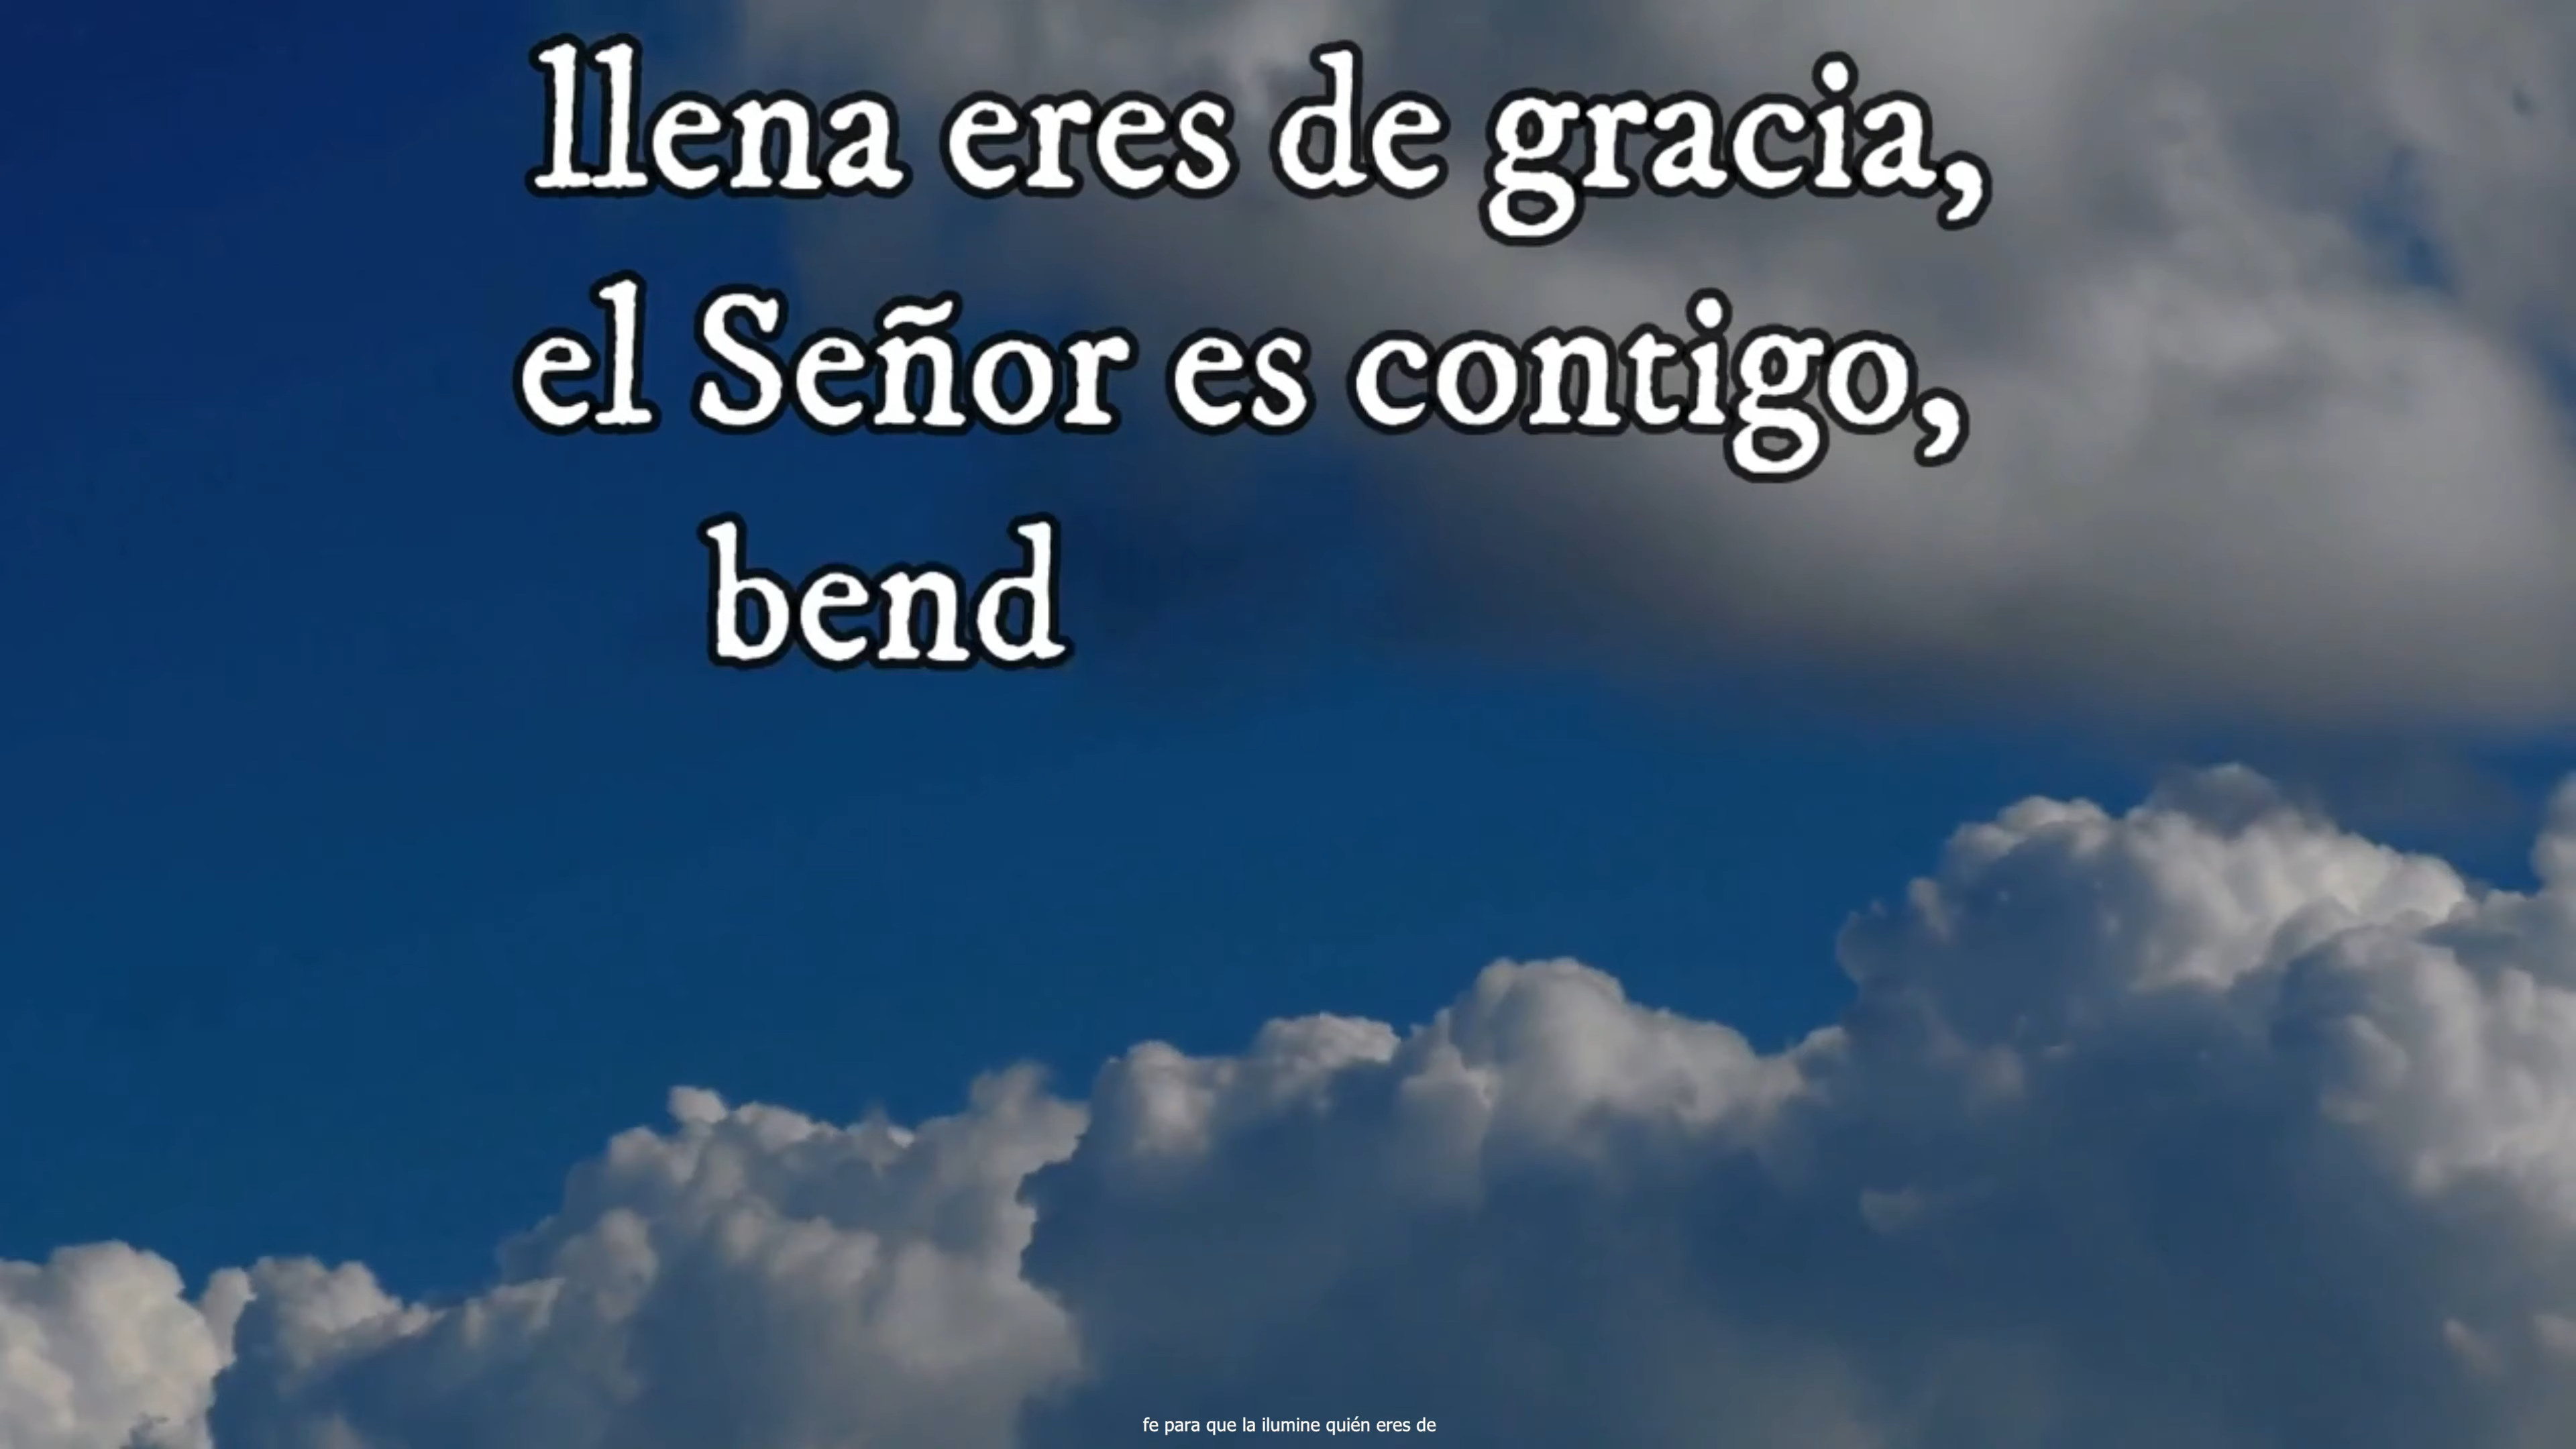 llena eres de gracia,
el Señor es contigo,
bend
fe para que la ilumine quién eres de